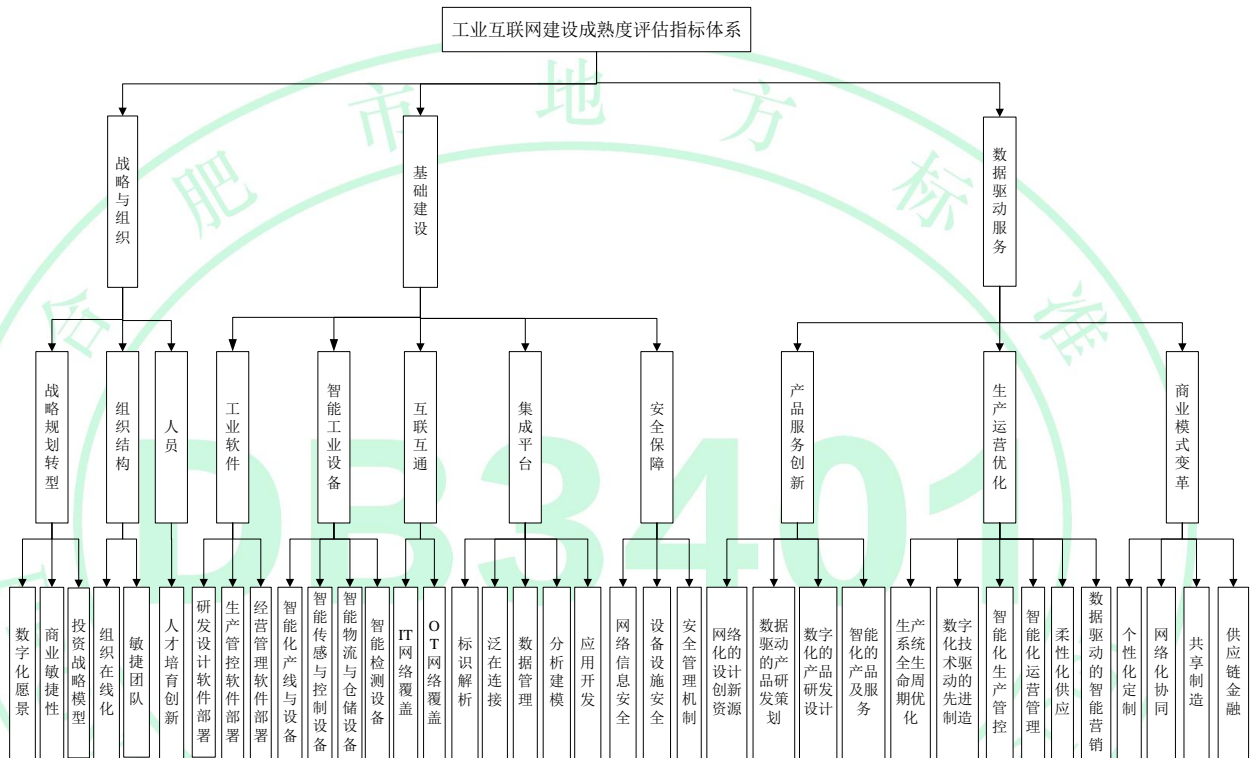 工业互联网建设成熟度评估指标体系
战略与组织
基础建设
数据驱动服务
战略规划转型
组织结构
人员
工业软件
智能工业设备
互联互通
集成平台
安全保障
产品服务创新
生产运营优化
商业模式变革
数字化愿景
商业敏捷性
投资战略模型
组织在线化
敏捷团队
人才培育创新
研发设计软件部署
生产管控软件部署
经营管理软件部署
智能化产线与设备
智能传感与控制设备
智能物流与仓储设备
智能检测设备
IT网络覆盖
OT网络覆盖
标识解析
泛在连接
数据管理
分析建模
应用开发
网络信息安全
设备设施安全
安全管理机制
网络化的设计创新资源
数据驱动的产品研发策划
数字化的产品研发设计
智能化的产品及服务
生产系统全生命周期优化
数字化技术驱动的先进制造
智能化生产管控
智能化运营管理
柔性化供应
数据驱动的智能营销
个性化定制
网络化协同
共享制造
供应链金融
合肥市地方标准
DB3401